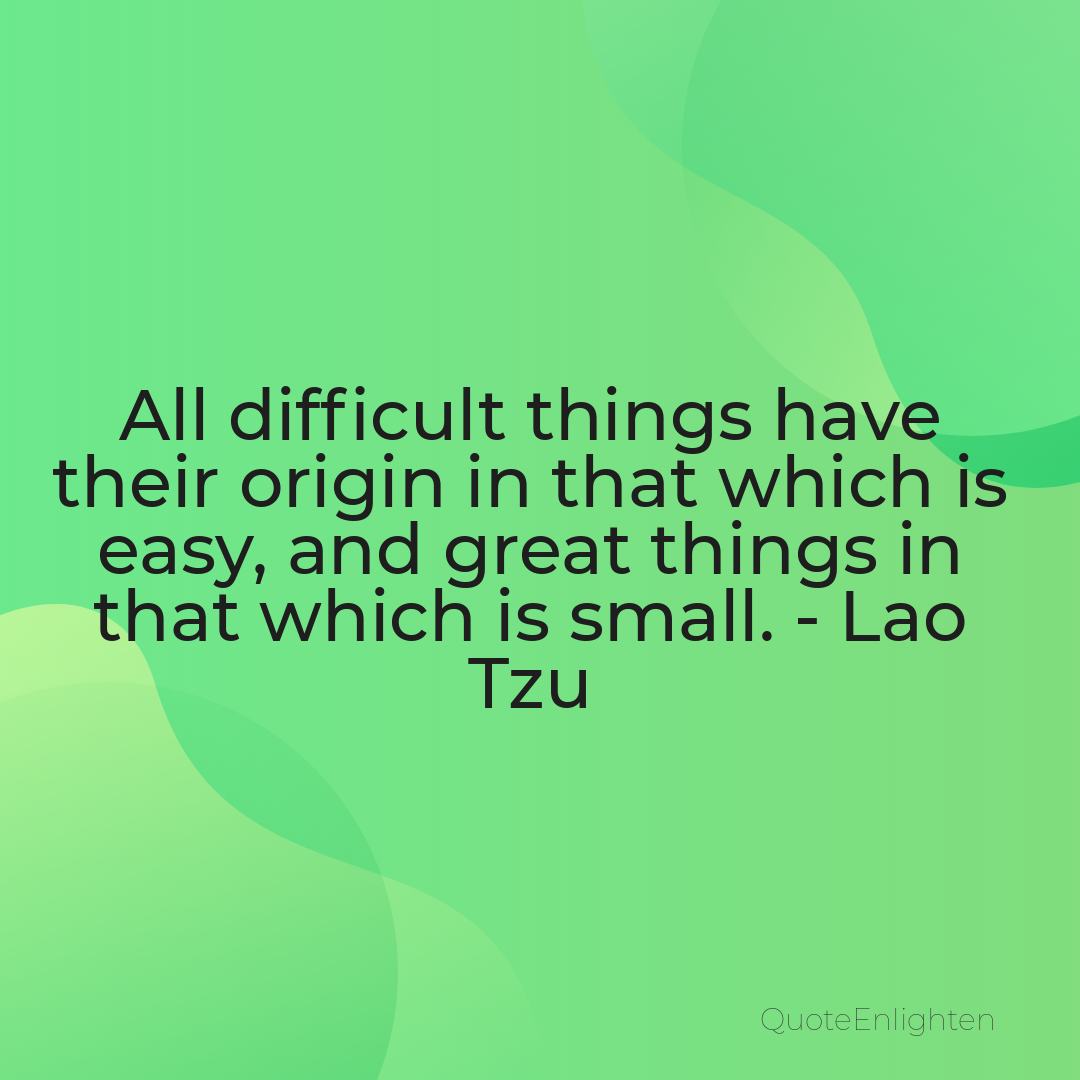 All difficult things have
their origin in that which is
easy, and great things in
that which is small. - Lao
Tzu
QuoteEnlighten